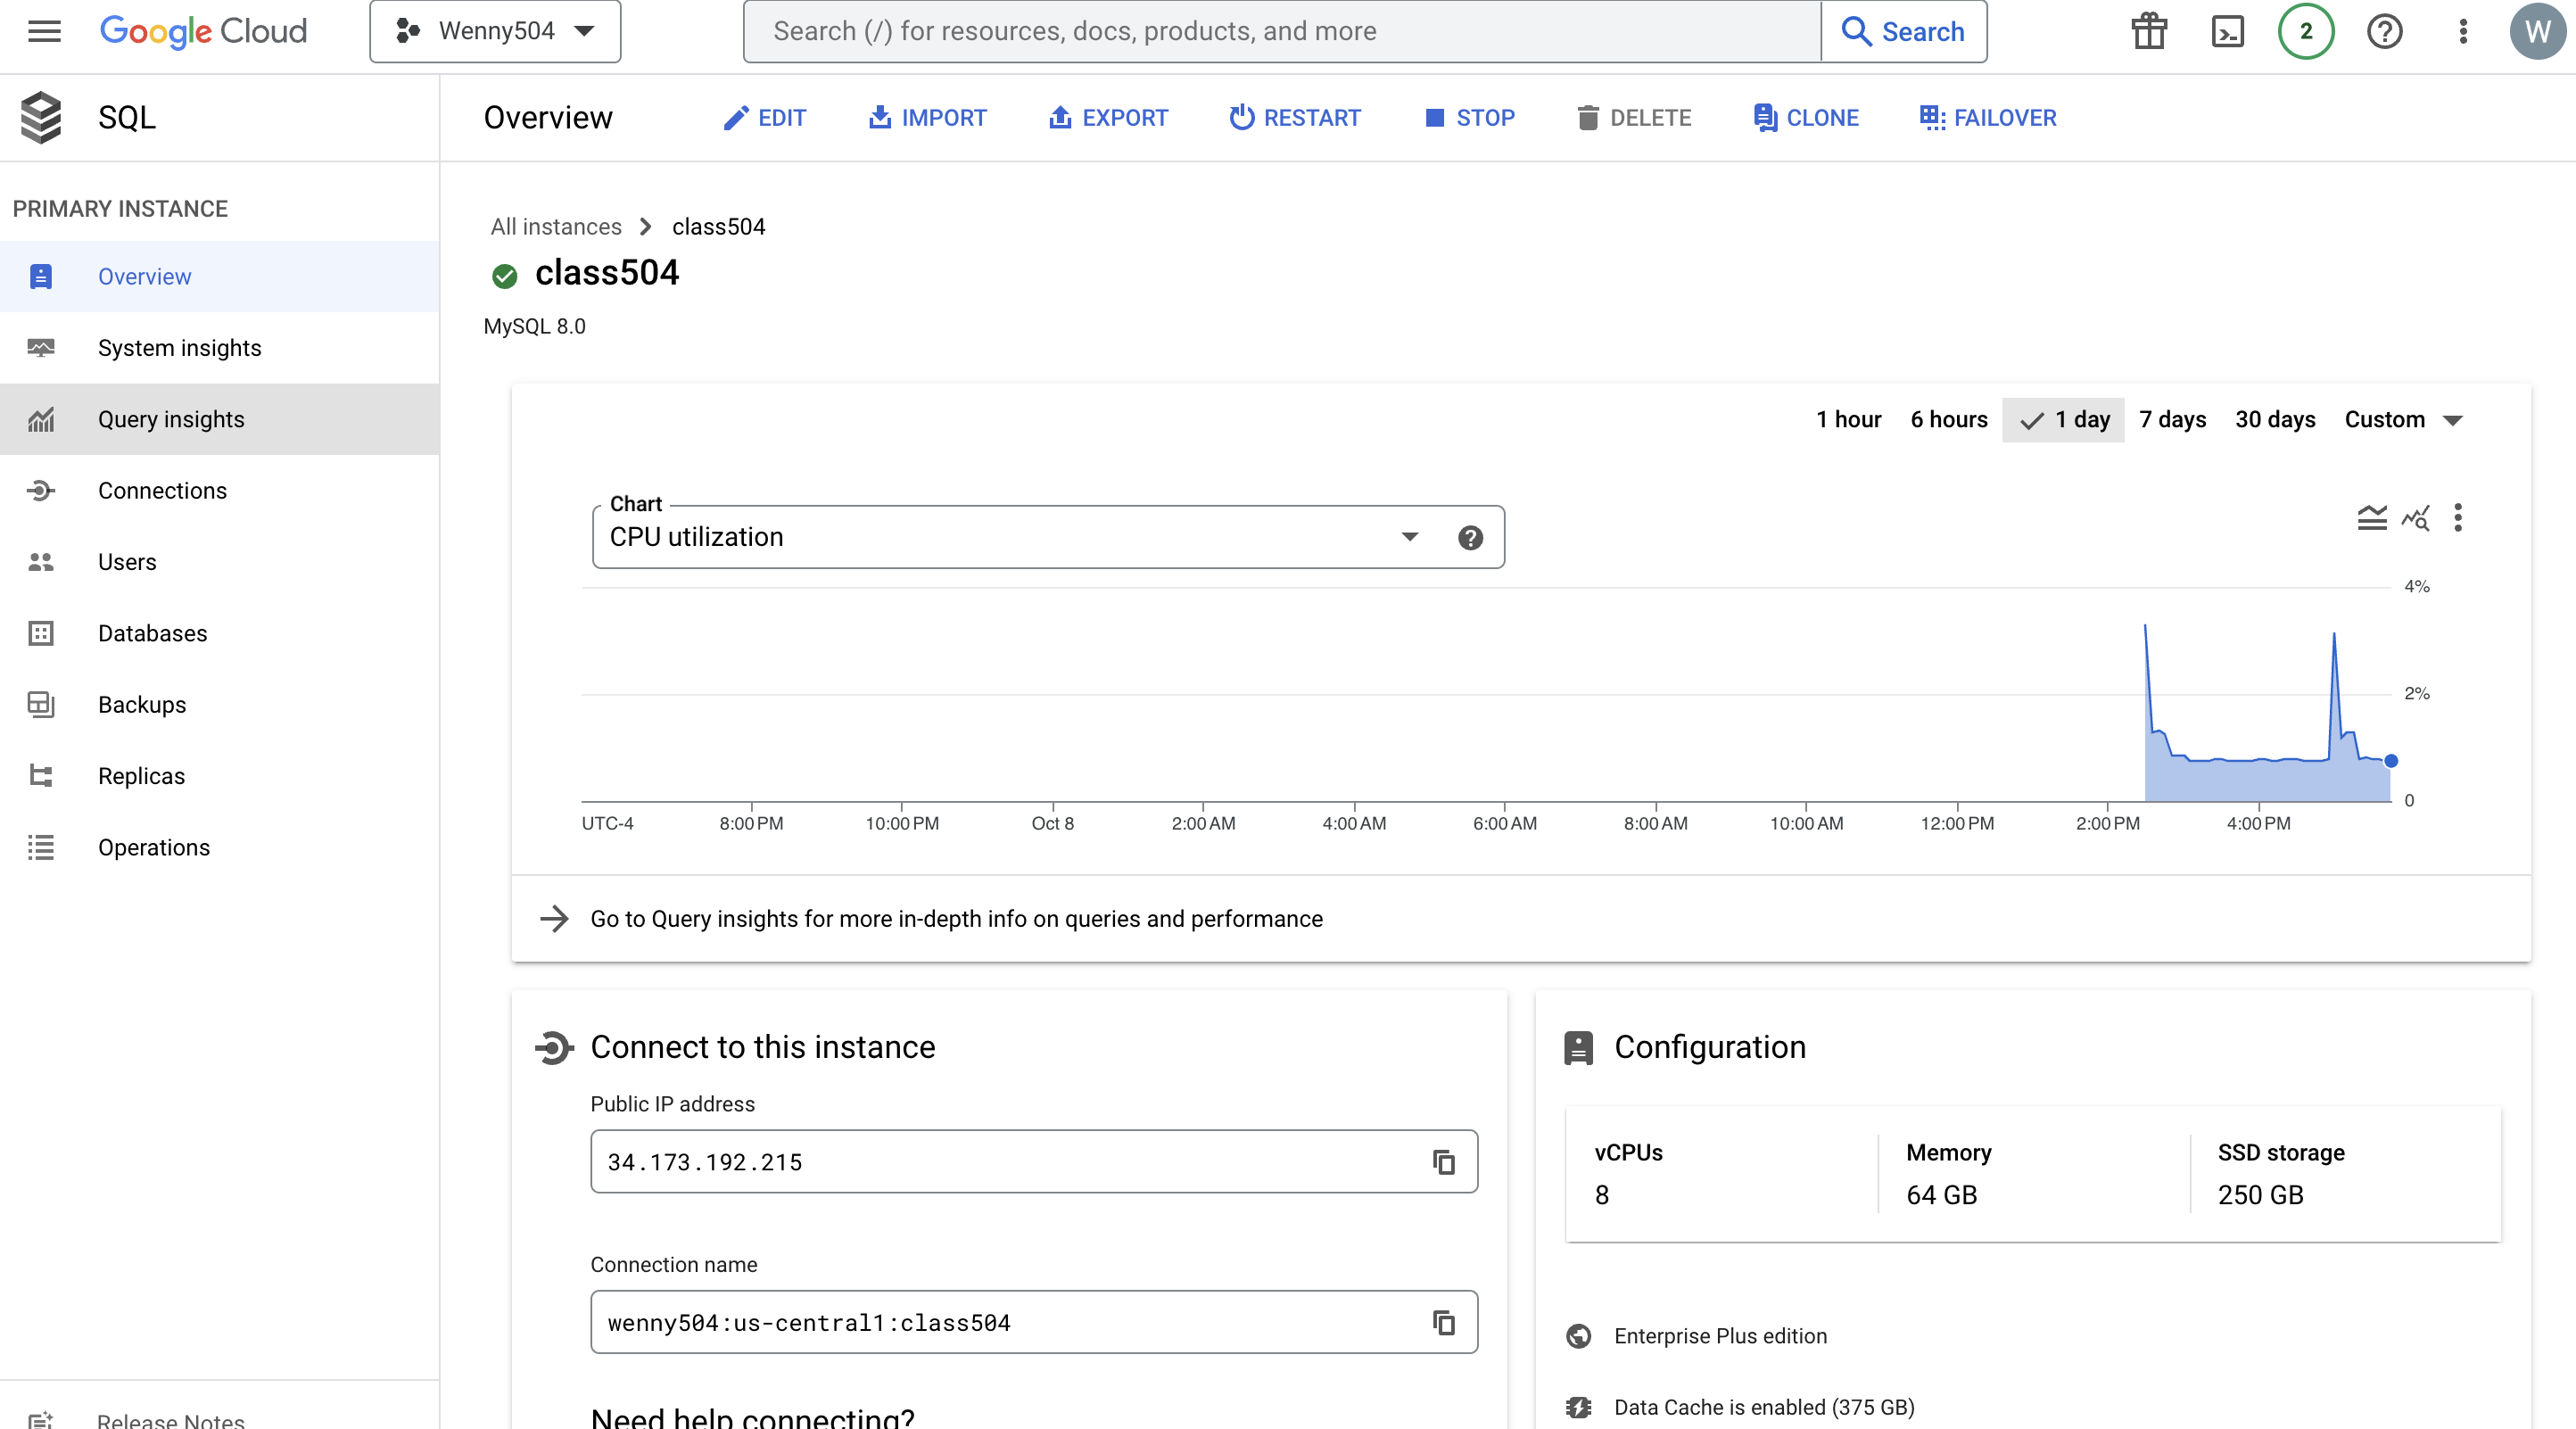 Google Cloud
Wenny504
Search (/) for resources, docs, products, and more
Search
2
W
SQL
Overview
EDIT
IMPORT
EXPORT
RESTART
STOP
DELETE
CLONE
FAILOVER
PRIMARY INSTANCE
Overview
System insights
Query insights
Connections
Users
Databases
Backups
Replicas
Operations
Release Notes
All instances
class504
class504
MySQL 8.0
1 hour
6 hours
1 day
7 days
30 days
Custom
Chart
CPU utilization
4%
2%
0
UTC-4
8:00 PM
10:00 PM
Oct 8
2:00 AM
4:00 AM
6:00 AM
8:00 AM
10:00 AM
12:00 PM
2:00 PM
4:00 PM
Go to Query insights for more in-depth info on queries and performance
Connect to this instance
Public IP address
34.173.192.215
Connection name
wenny504:us-central1:class504
Need help connecting?
Configuration
vCPUs
8
Memory
64 GB
SSD storage
250 GB
Enterprise Plus edition
Data Cache is enabled (375 GB)